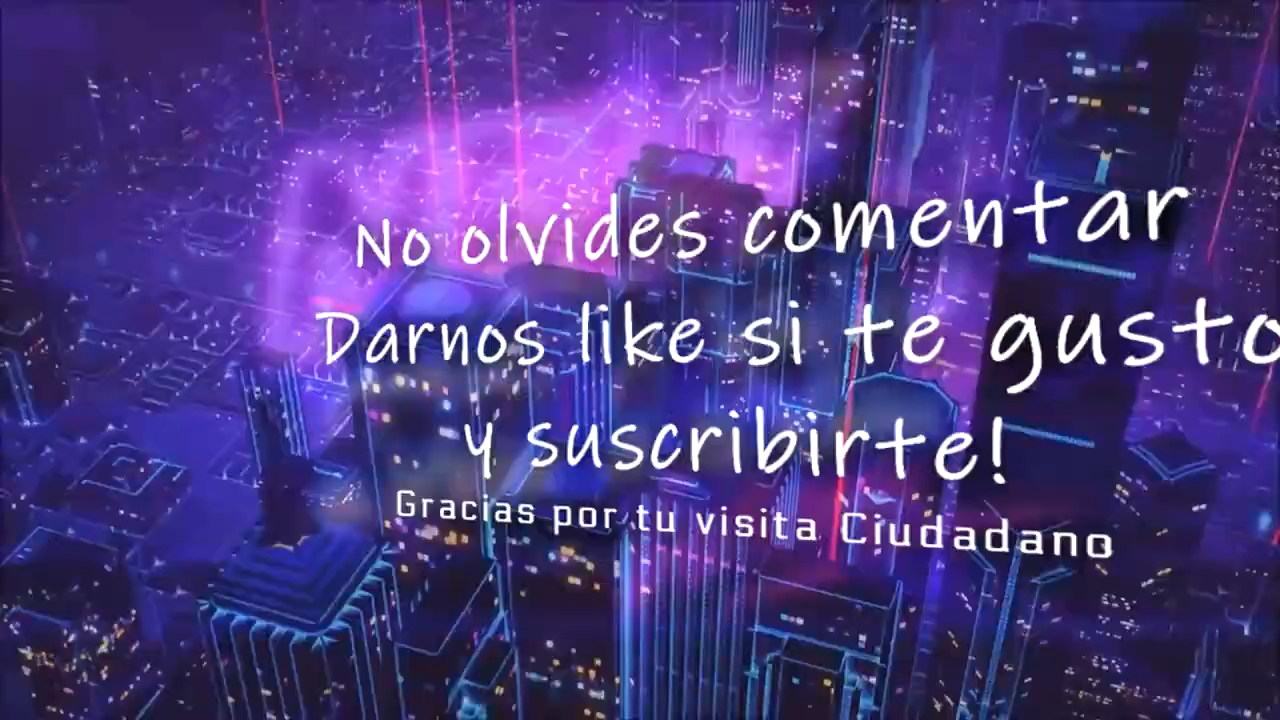 No olvides comentar
Darnos like si te gusto
y suscribirte!
Gracias por tu visita Ciudadano